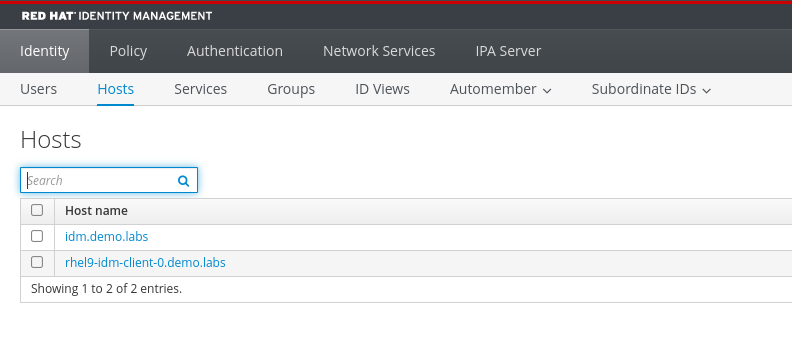 RED HAT IDENTITY MANAGEMENT
Identity Policy Authentication Network Services IPA Server
Users Hosts Services Groups ID Views Automember Subordinate IDs
Hosts
Search
Host name
idm.demo.labs
rhel9-idm-client-0.demo.labs
Showing 1 to 2 of 2 entries.